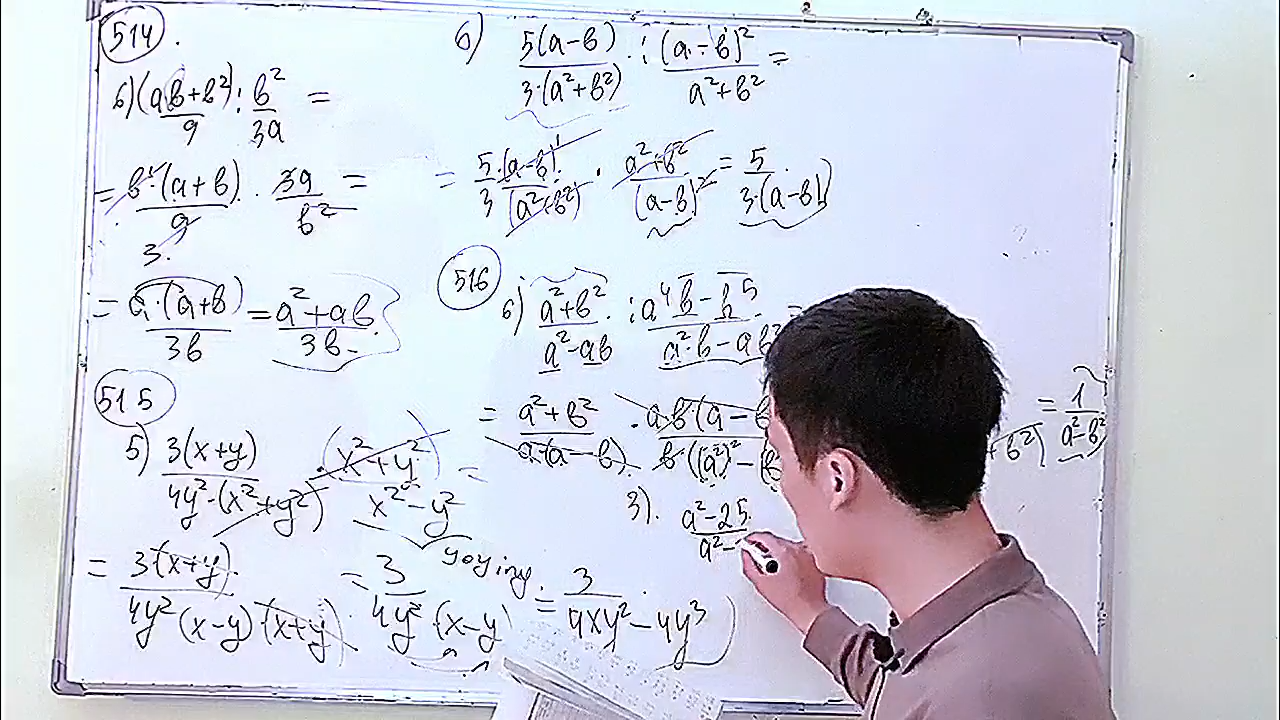 514.
б) (ab+b²)/9 : b²/3a =
= b·(a+b)/9 · 3a/b² =
3.
= a·(a+b)/3b = a²+ab/3b
515
5) 3(x+y)/4y²·(x²+y²) · (x²+y²)/x²-y² =
= 3(x+y)/4y²(x-y)·(x+y) = 3/4y²·(x-y) = 3/4xy²-4y³
б) 5(a-b)/3·(a²+b²) : (a-b)²/a²+b² =
= 5·(a-b)/3(a²+b²) · a²+b²/(a-b)² = 5/3·(a-b)
516
б) a²+b²/a²-ab : a⁴b-b⁵/a²b-ab²
= a²+b²/a·(a-b) · a·b·(a-b/b((a²)²-(b
+b²) = 1/a²-b²
3). a²-25/a²-